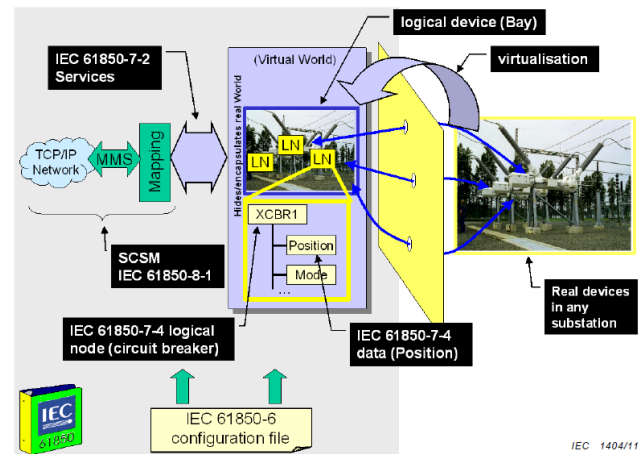 logical device (Bay)
IEC 61850-7-2
Services
(Virtual World)
virtualisation
Hides/encapsulates real World
LN
LN
LN
TCP/IP
Network
MMS
Mapping
XCBR1
Position
Mode
...
SCSM
IEC 61850-8-1
Real devices
in any
substation
IEC 61850-7-4 logical
node (circuit breaker)
IEC 61850-7-4
data (Position)
IEC 61850-6
configuration file
IEC
61850
IEC 1404/11